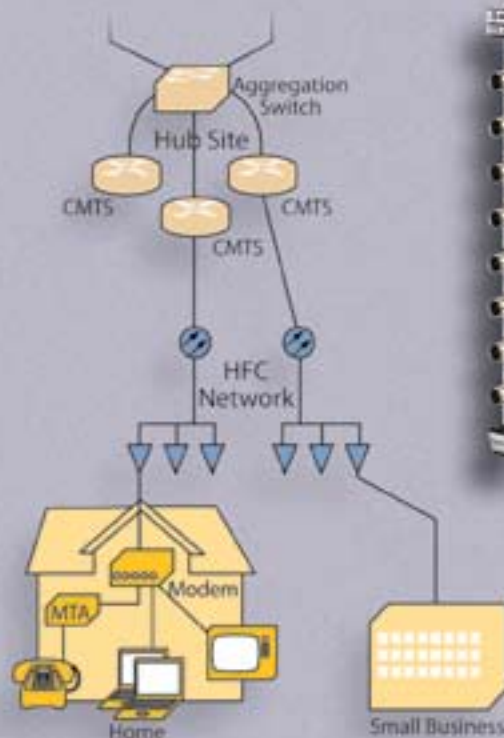 Aggregation
Switch
Hub Site
CMTS
CMTS
CMTS
HFC
Network
Modem
MTA
Home
Small Business